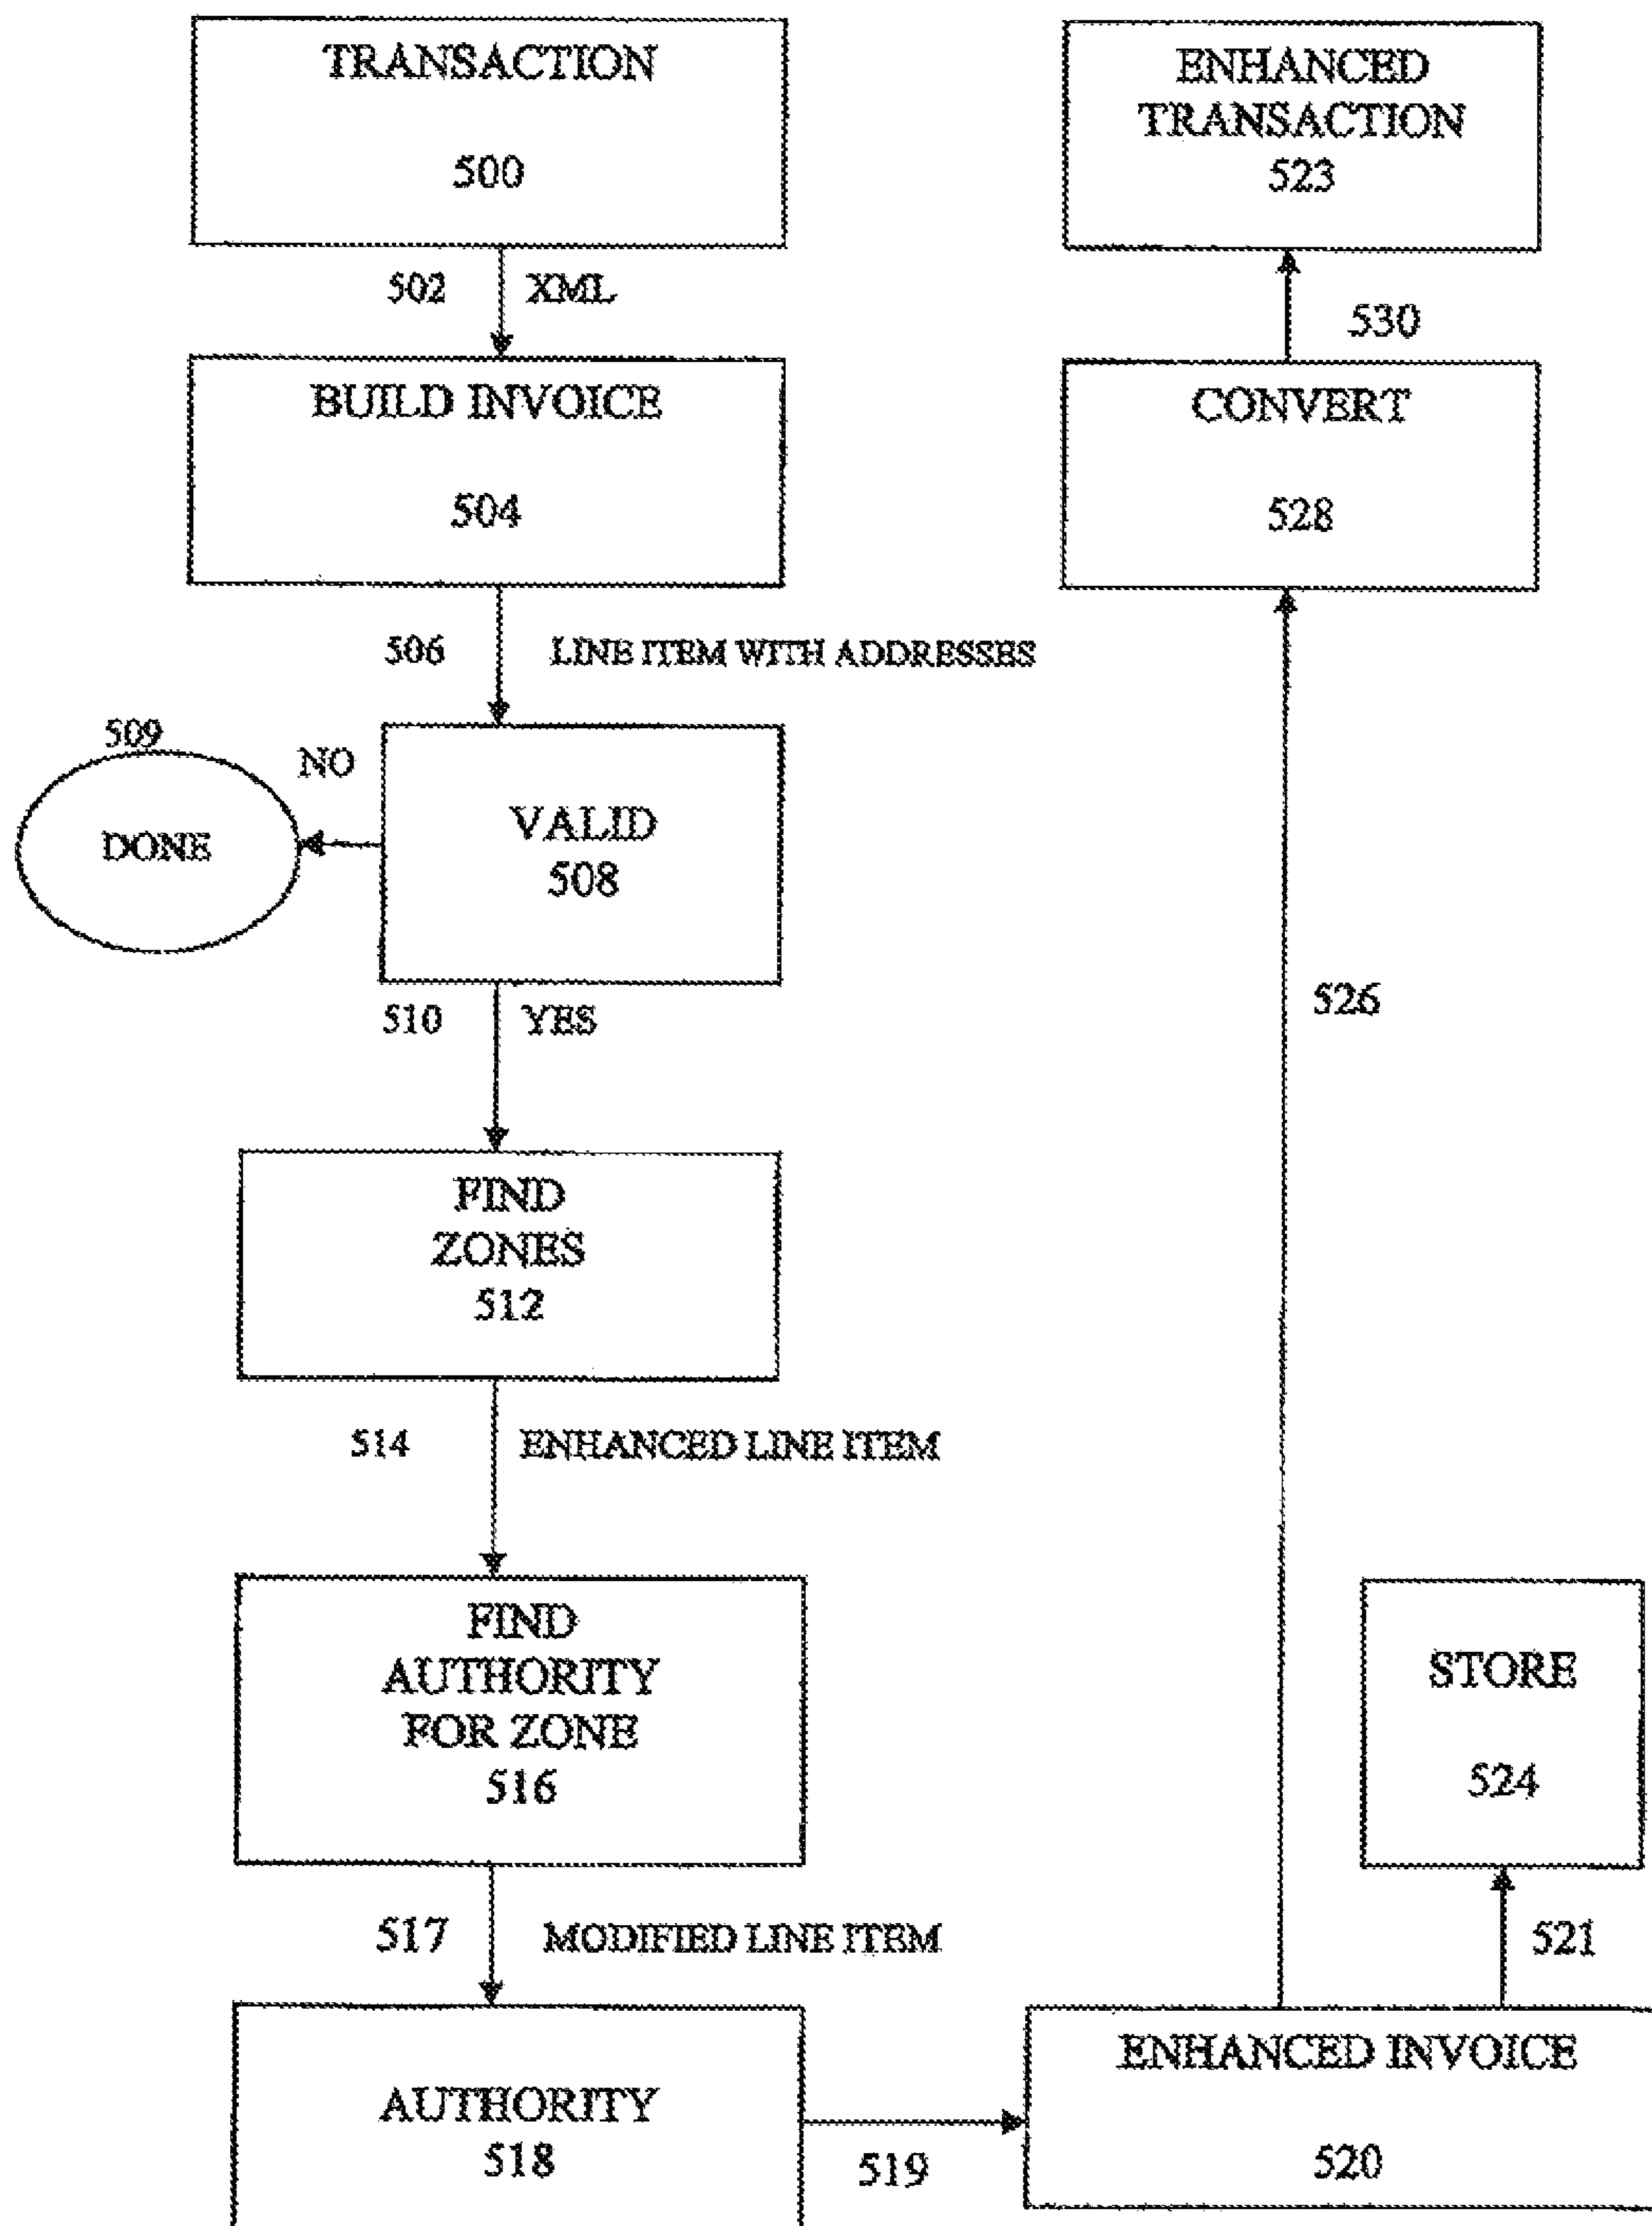 TRANSACTION
500
502 XML
BUILD INVOICE
504
506 LINE ITEM WITH ADDRESSES
509
NO
DONE
VALID
508
510 YES
FIND
ZONES
512
514 ENHANCED LINE ITEM
FIND
AUTHORITY
FOR ZONE
516
517 MODIFIED LINE ITEM
AUTHORITY
518
519
ENHANCED INVOICE
520
521
STORE
524
526
CONVERT
528
530
ENHANCED
TRANSACTION
523